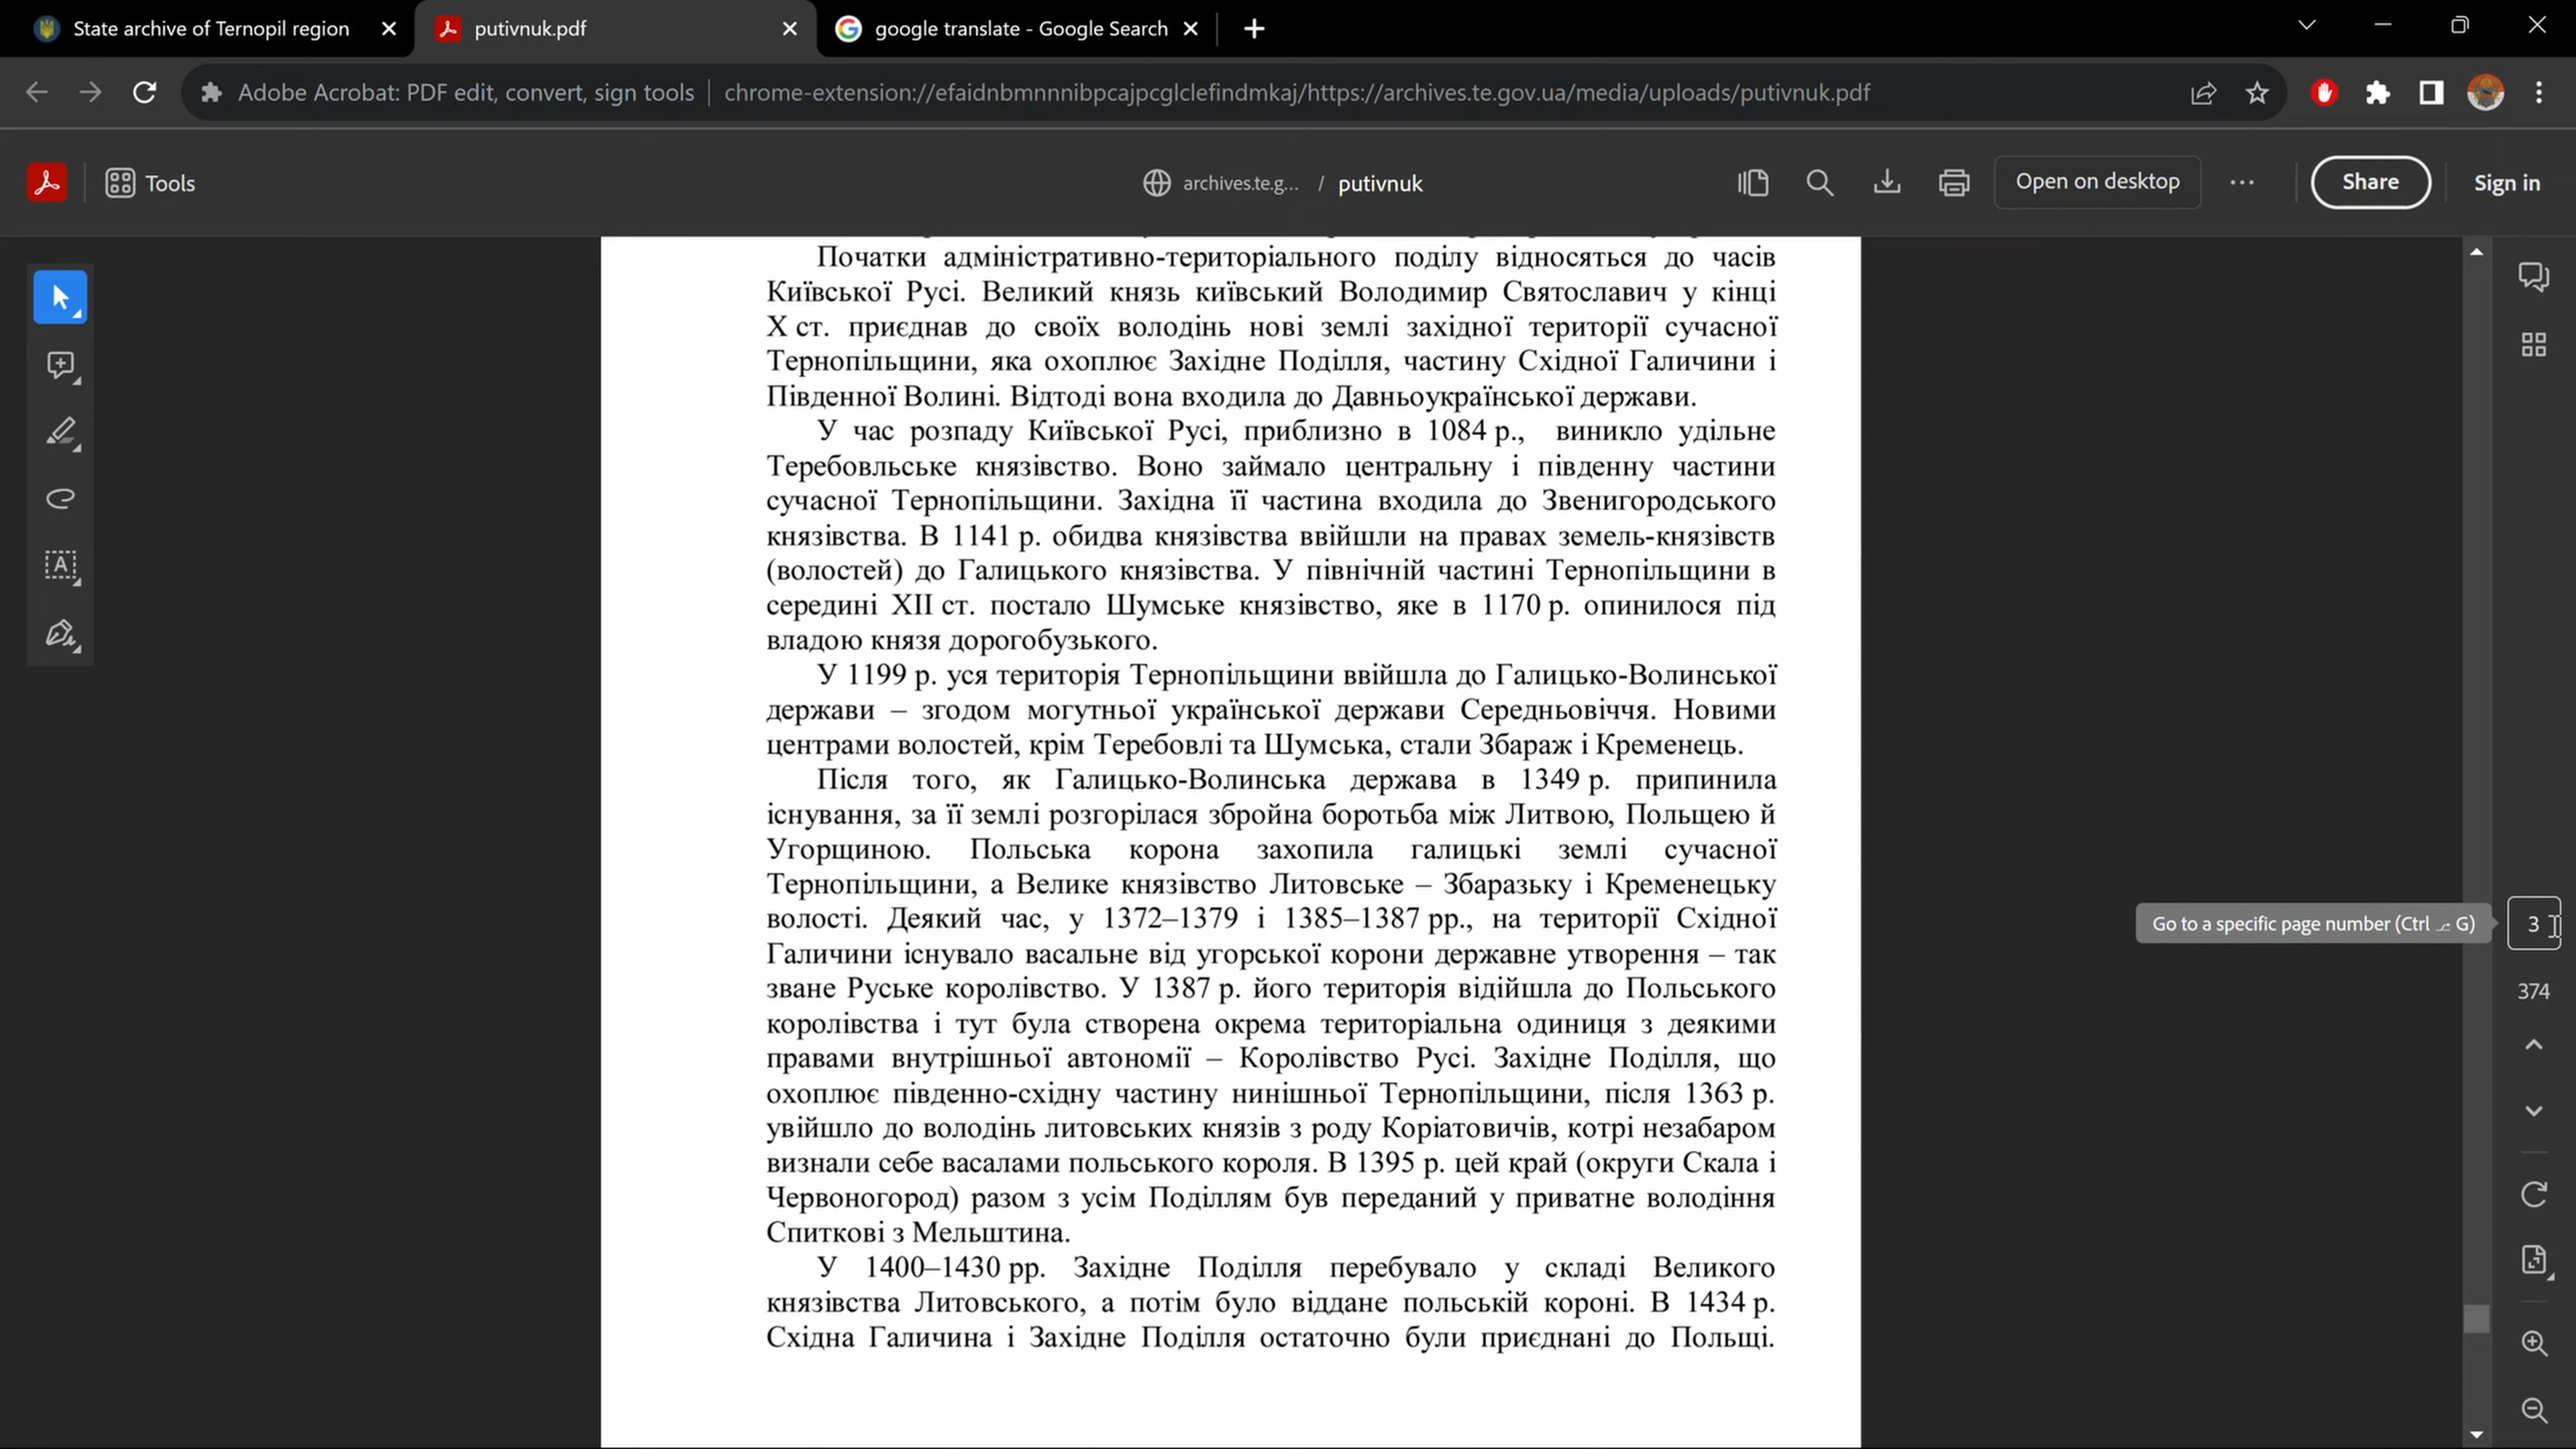 State archive of Ternopil region
putivnuk.pdf
google translate - Google Search
Adobe Acrobat: PDF edit, convert, sign tools
chrome-extension://efaidnbmnnnibpcajpcglclefindmkaj/https://archives.te.gov.ua/media/uploads/putivnuk.pdf
Tools
archives.te.g... / putivnuk
Open on desktop
Share
Sign in
Початки адміністративно-територіального поділу відносяться до часів
Київської Русі. Великий князь київський Володимир Святославич у кінці
X ст. приєднав до своїх володінь нові землі західної території сучасної
Тернопільщини, яка охоплює Західне Поділля, частину Східної Галичини і
Південної Волині. Відтоді вона входила до Давньоукраїнської держави.
У час розпаду Київської Русі, приблизно в 1084 р., виникло удільне
Теребовльське князівство. Воно займало центральну і південну частини
сучасної Тернопільщини. Західна її частина входила до Звенигородського
князівства. В 1141 р. обидва князівства ввійшли на правах земель-князівств
(волостей) до Галицького князівства. У північній частині Тернопільщини в
середині XII ст. постало Шумське князівство, яке в 1170 р. опинилося під
владою князя дорогобузького.
У 1199 р. уся територія Тернопільщини ввійшла до Галицько-Волинської
держави – згодом могутньої української держави Середньовіччя. Новими
центрами волостей, крім Теребовлі та Шумська, стали Збараж і Кременець.
Після того, як Галицько-Волинська держава в 1349 р. припинила
існування, за її землі розгорілася збройна боротьба між Литвою, Польщею й
Угорщиною. Польська корона захопила галицькі землі сучасної
Тернопільщини, а Велике князівство Литовське – Збаразьку і Кременецьку
волості. Деякий час, у 1372–1379 і 1385–1387 рр., на території Східної
Галичини існувало васальне від угорської корони державне утворення – так
зване Руське королівство. У 1387 р. його територія відійшла до Польського
королівства і тут була створена окрема територіальна одиниця з деякими
правами внутрішньої автономії – Королівство Русі. Західне Поділля, що
охоплює південно-східну частину нинішньої Тернопільщини, після 1363 р.
увійшло до володінь литовських князів з роду Коріатовичів, котрі незабаром
визнали себе васалами польського короля. В 1395 р. цей край (округи Скала і
Червоногород) разом з усім Поділлям був переданий у приватне володіння
Спиткові з Мельштина.
У 1400–1430 рр. Західне Поділля перебувало у складі Великого
князівства Литовського, а потім було віддане польській короні. В 1434 р.
Східна Галичина і Західне Поділля остаточно були приєднані до Польщі.
Go to a specific page number (Ctrl G)
3
374